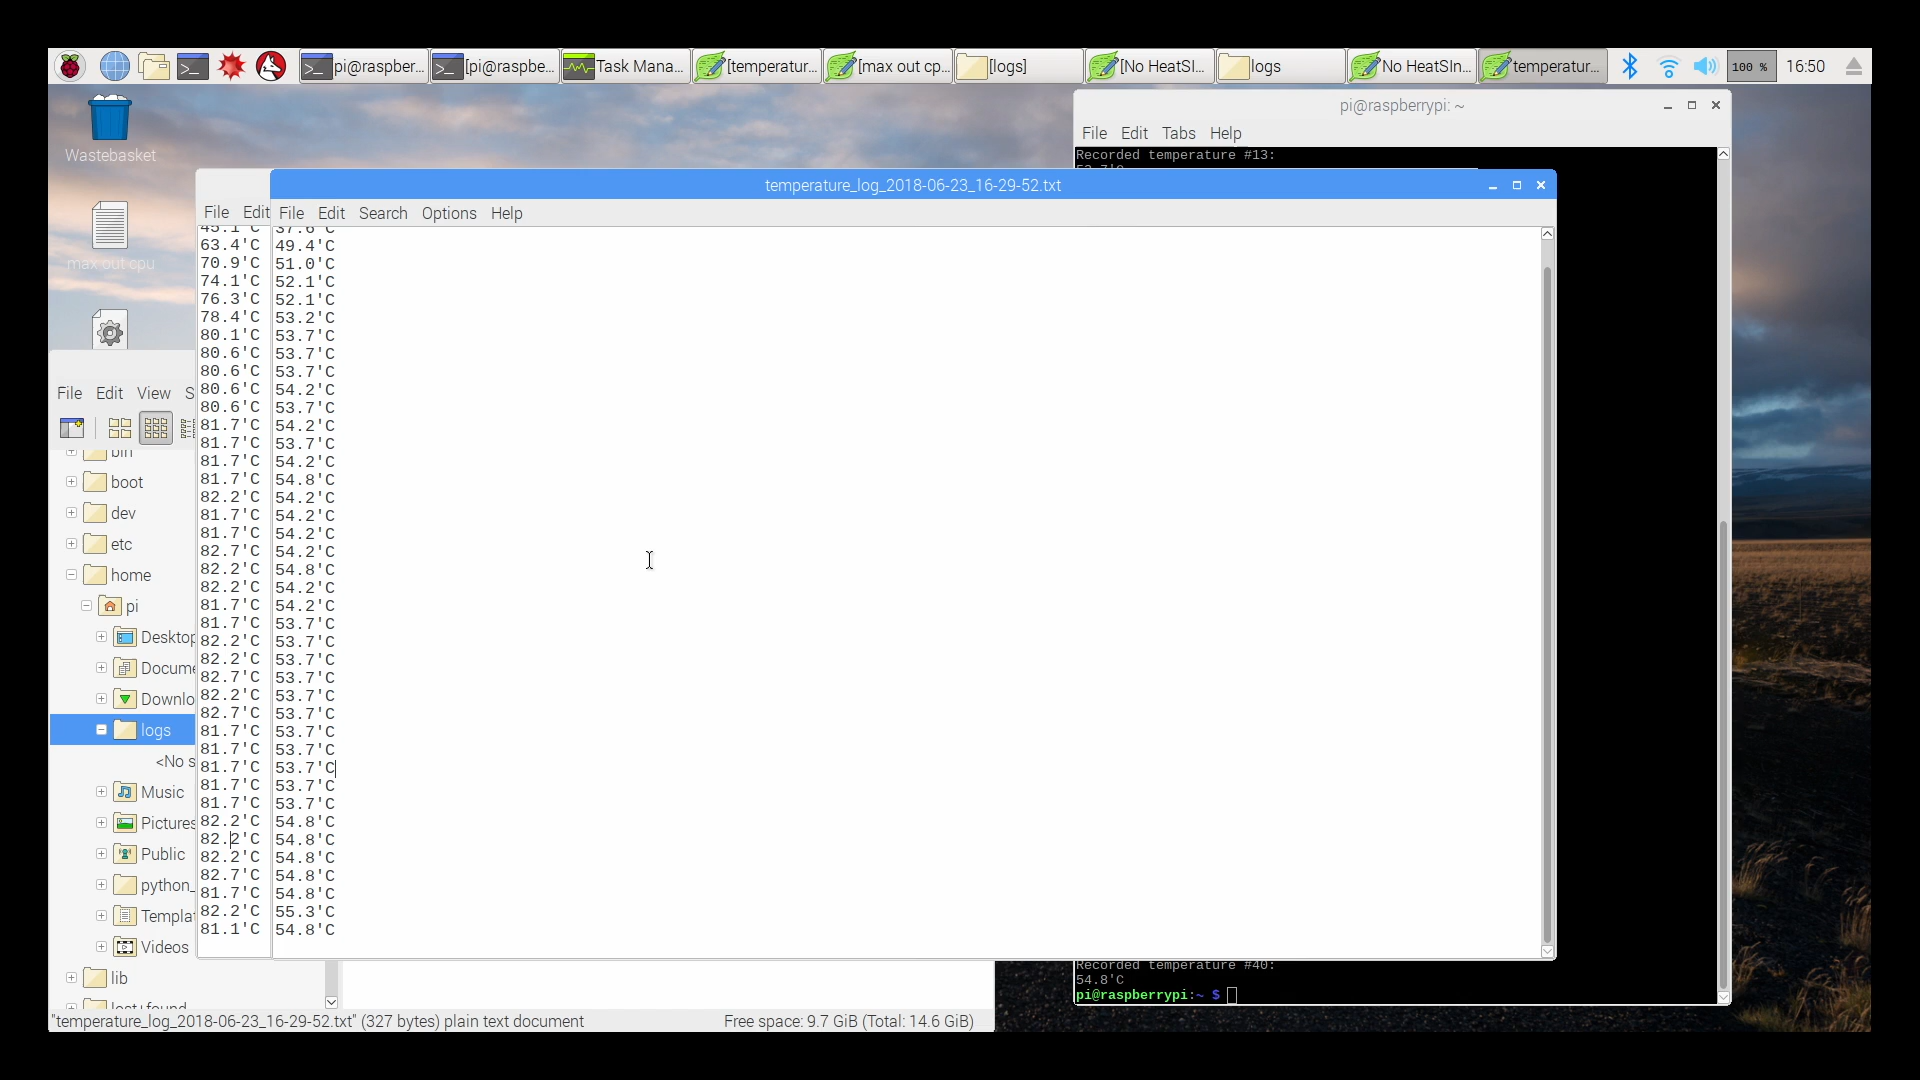 pi@raspber... [pi@raspbe... Task Mana... [temperatur... [max out cp... [logs] [No HeatSI... logs No HeatSIn... temperatur... 100 % 16:50
Wastebasket
max out cpu
pi@raspberrypi: ~
File Edit Tabs Help
Recorded temperature #13:
temperature_log_2018-06-23_16-29-52.txt
File Edit
File Edit Search Options Help
45.1'C 37.6'C
63.4'C 49.4'C
70.9'C 51.0'C
74.1'C 52.1'C
76.3'C 52.1'C
78.4'C 53.2'C
80.1'C 53.7'C
80.6'C 53.7'C
80.6'C 53.7'C
80.6'C 54.2'C
80.6'C 53.7'C
81.7'C 54.2'C
81.7'C 53.7'C
81.7'C 54.2'C
81.7'C 54.8'C
82.2'C 54.2'C
81.7'C 54.2'C
81.7'C 54.2'C
82.7'C 54.2'C
82.2'C 54.8'C
82.2'C 54.2'C
81.7'C 54.2'C
81.7'C 53.7'C
82.2'C 53.7'C
82.2'C 53.7'C
82.7'C 53.7'C
82.2'C 53.7'C
82.7'C 53.7'C
81.7'C 53.7'C
81.7'C 53.7'C
81.7'C 53.7'C
81.7'C 53.7'C
81.7'C 53.7'C
82.2'C 54.8'C
82.2'C 54.8'C
82.2'C 54.8'C
82.7'C 54.8'C
81.7'C 54.8'C
82.2'C 55.3'C
81.1'C 54.8'C
File Edit View S
bin
boot
dev
etc
home
pi
Desktop
Docume
Downlo
logs
<No s
Music
Pictures
Public
python_
Templa
Videos
lib
lost+found
"temperature_log_2018-06-23_16-29-52.txt" (327 bytes) plain text document Free space: 9.7 GiB (Total: 14.6 GiB)
Recorded temperature #40:
54.8'C
pi@raspberrypi:~ $